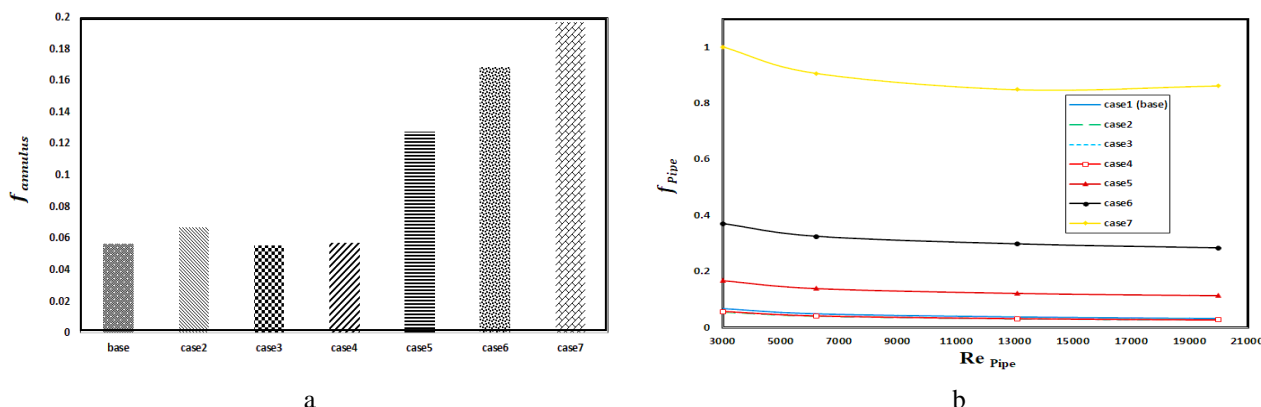 0.2
0.18
0.16
0.14
0.12
0.1
0.08
0.06
0.04
0.02
0
f annulus
base case2 case3 case4 case5 case6 case7
a
1
0.8
0.6
0.4
0.2
0
f Pipe
case1 (base)
case2
case3
case4
case5
case6
case7
3000 5000 7000 9000 11000 13000 15000 17000 19000 21000
Re Pipe
b